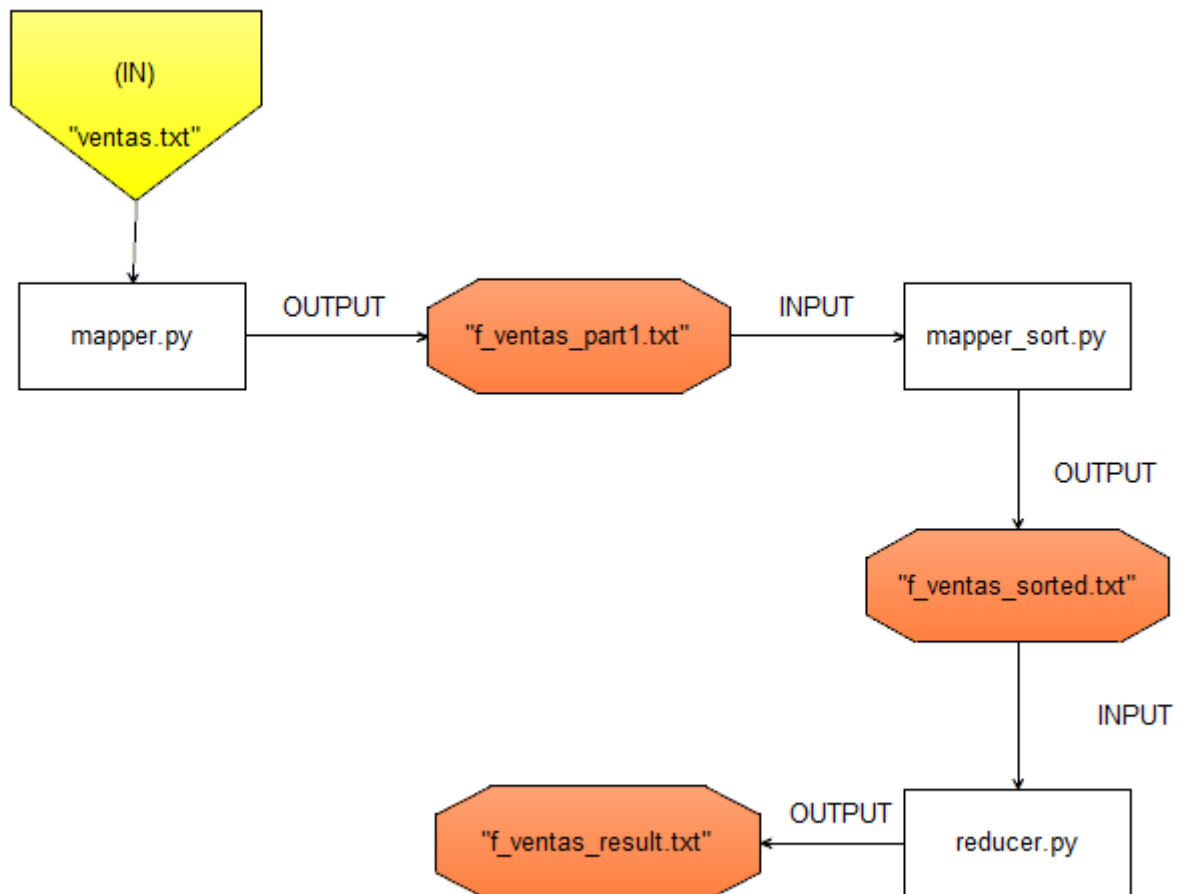 (IN)
"ventas.txt"
mapper.py
OUTPUT
"f_ventas_part1.txt"
INPUT
mapper_sort.py
OUTPUT
"f_ventas_sorted.txt"
INPUT
reducer.py
OUTPUT
"f_ventas_result.txt"